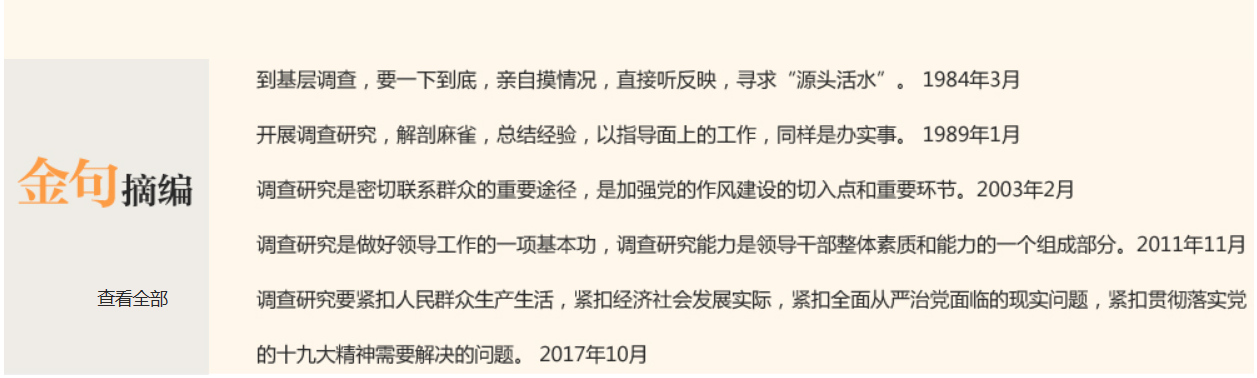 到基层调查，要一下到底，亲自摸情况，直接听反映，寻求“源头活水”。 1984年3月
开展调查研究，解剖麻雀，总结经验，以指导面上的工作，同样是办实事。 1989年1月
金句摘编
调查研究是密切联系群众的重要途径，是加强党的作风建设的切入点和重要环节。2003年2月
调查研究是做好领导工作的一项基本功，调查研究能力是领导干部整体素质和能力的一个组成部分。2011年11月
查看全部
调查研究要紧扣人民群众生产生活，紧扣经济社会发展实际，紧扣全面从严治党面临的现实问题，紧扣贯彻落实党
的十九大精神需要解决的问题。 2017年10月